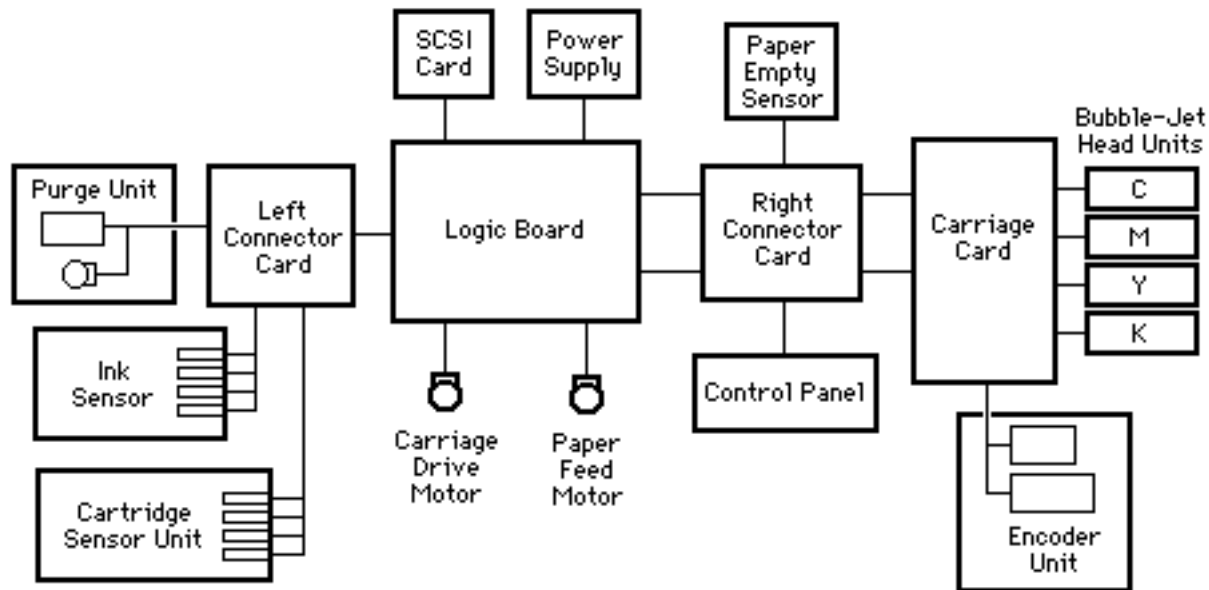 SCSI
Card
Power
Supply
Paper
Empty
Sensor
Bubble-Jet
Head Units
Purge Unit
Left
Connector
Card
Logic Board
Right
Connector
Card
Carriage
Card
C
M
Y
K
Ink
Sensor
Carriage
Drive
Motor
Paper
Feed
Motor
Control Panel
Cartridge
Sensor Unit
Encoder
Unit